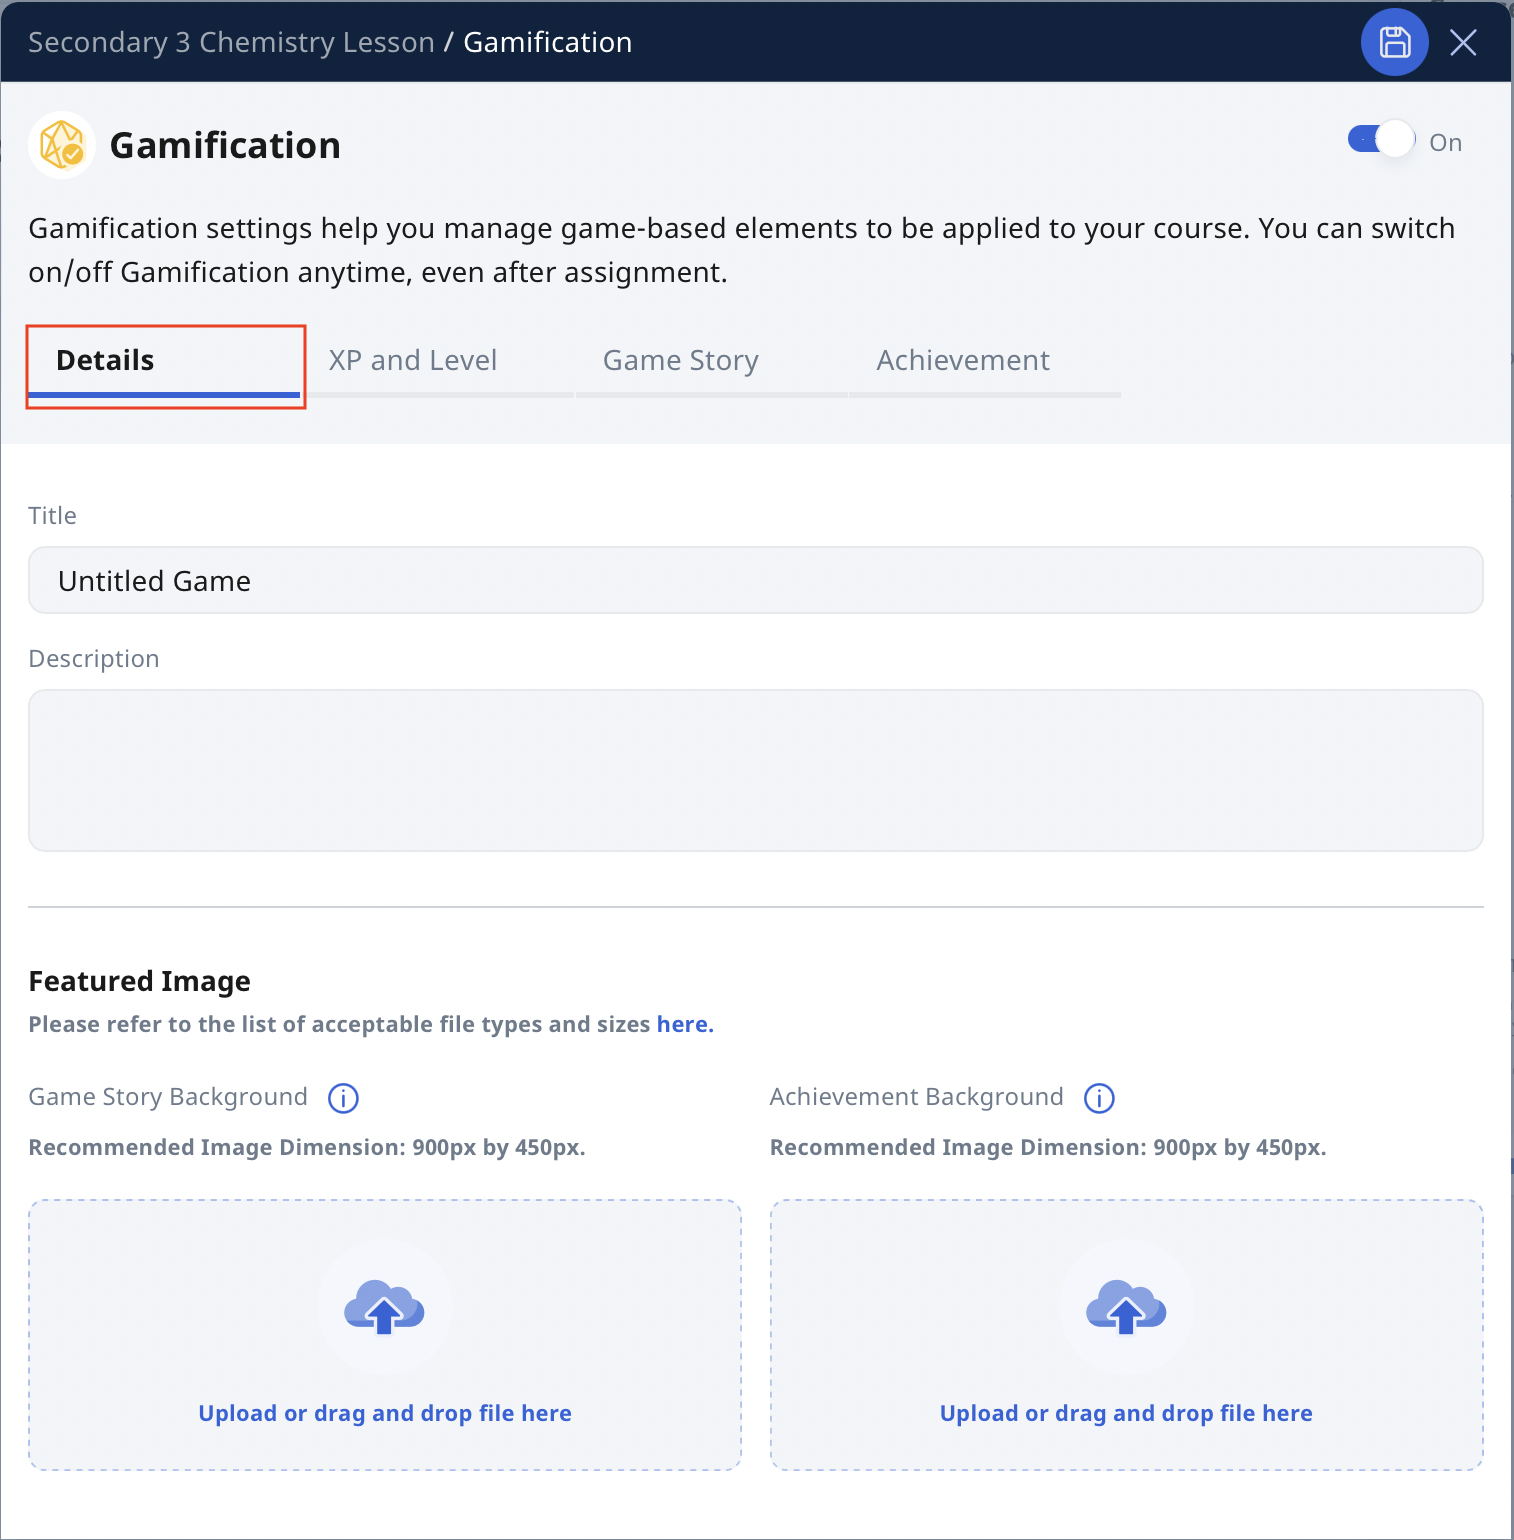 Secondary 3 Chemistry Lesson / Gamification
Gamification
On
Gamification settings help you manage game-based elements to be applied to your course. You can switch
on/off Gamification anytime, even after assignment.
Details
XP and Level
Game Story
Achievement
Title
Untitled Game
Description
Featured Image
Please refer to the list of acceptable file types and sizes here.
Game Story Background
Recommended Image Dimension: 900px by 450px.
Upload or drag and drop file here
Achievement Background
Recommended Image Dimension: 900px by 450px.
Upload or drag and drop file here